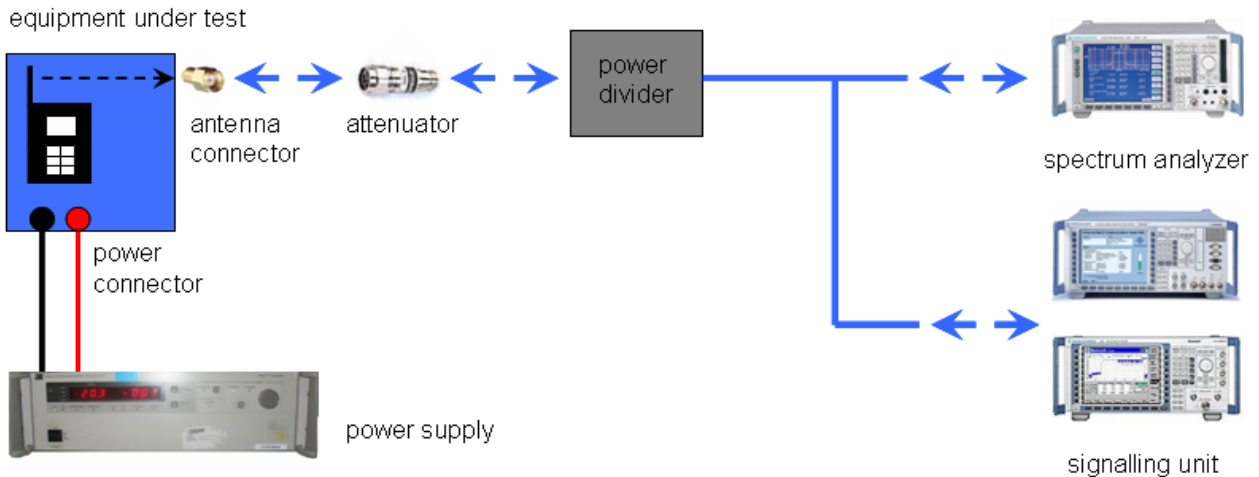 equipment under test
power
divider
antenna
connector
attenuator
spectrum analyzer
power
connector
power supply
signalling unit